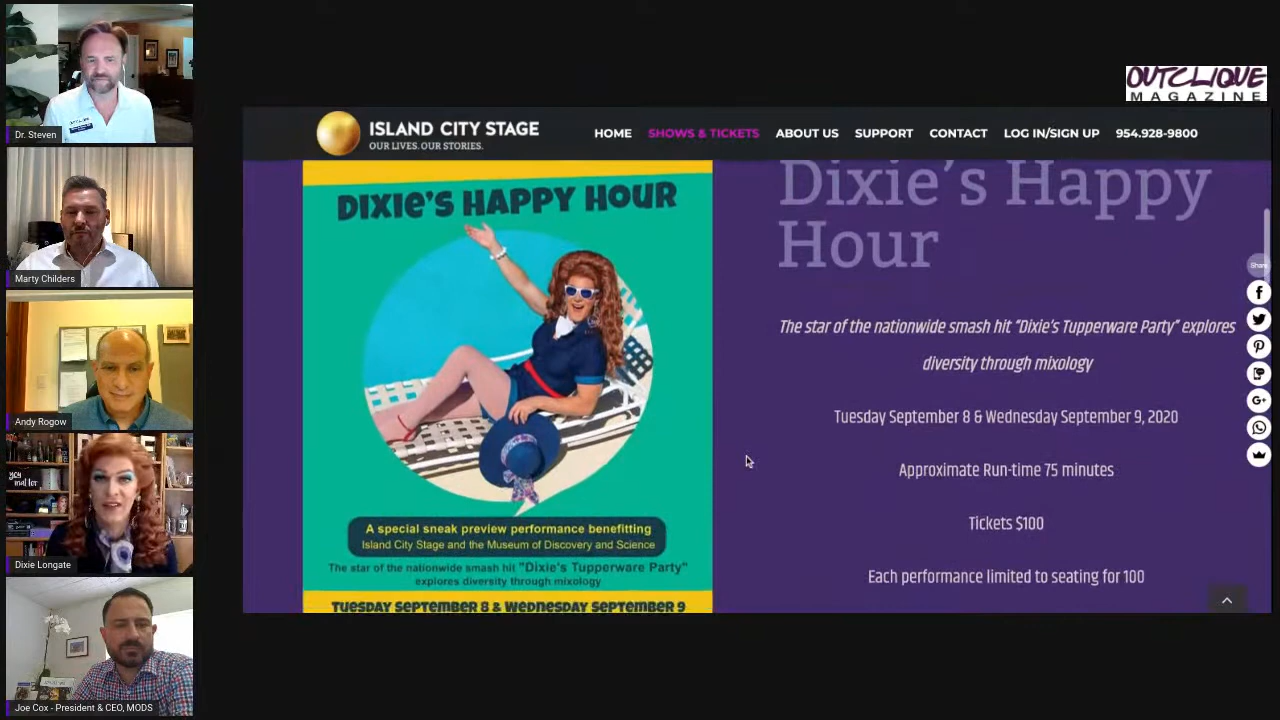 Dr. Steven
Marty Childers
Andy Rogow
you matter
Dixie Longate
Joe Cox - President & CEO, MODS
OUTCLIQUE
MAGAZINE
ISLAND CITY STAGE
OUR LIVES. OUR STORIES.
HOME SHOWS & TICKETS ABOUT US SUPPORT CONTACT LOG IN/SIGN UP 954.928-9800
DIXIE'S HAPPY HOUR
A special sneak preview performance benefitting
Island City Stage and the Museum of Discovery and Science
The star of the nationwide smash hit "Dixie's Tupperware Party"
explores diversity through mixology
TUESDAY SEPTEMBER 8 & WEDNESDAY SEPTEMBER 9
Dixie’s Happy
Hour
The star of the nationwide smash hit “Dixie’s Tupperware Party” explores
diversity through mixology
Tuesday September 8 & Wednesday September 9, 2020
Approximate Run-time 75 minutes
Tickets $100
Each performance limited to seating for 100
Share